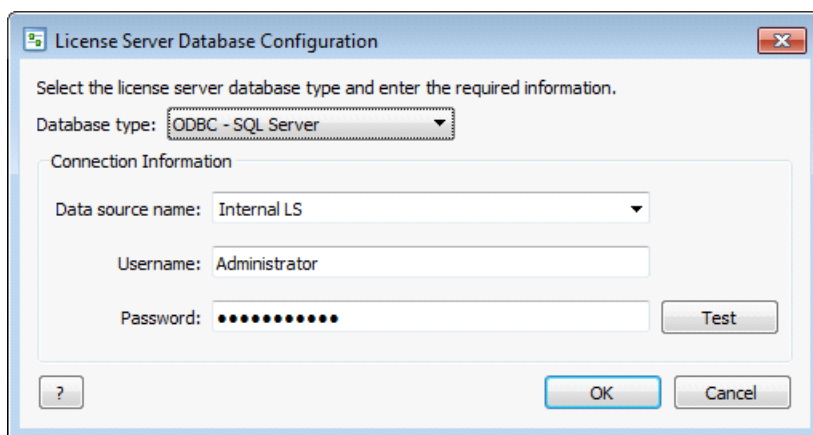 License Server Database Configuration
Select the license server database type and enter the required information.
Database type: ODBC - SQL Server
Connection Information
Data source name: Internal LS
Username: Administrator
Password: •••••••••••
Test
? OK Cancel